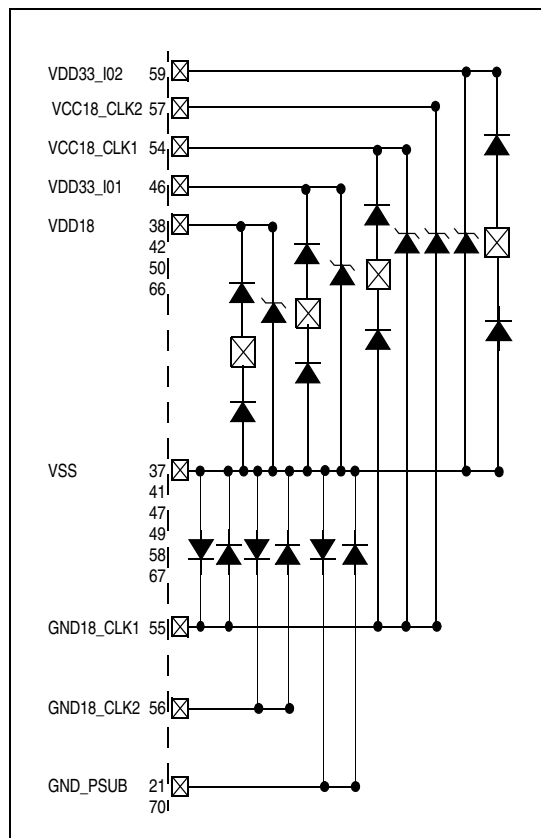 VDD33_I02 59
VCC18_CLK2 57
VCC18_CLK1 54
VDD33_I01 46
VDD18 38
42
50
66
VSS 37
41
47
49
58
67
GND18_CLK1 55
GND18_CLK2 56
GND_PSUB 21
70